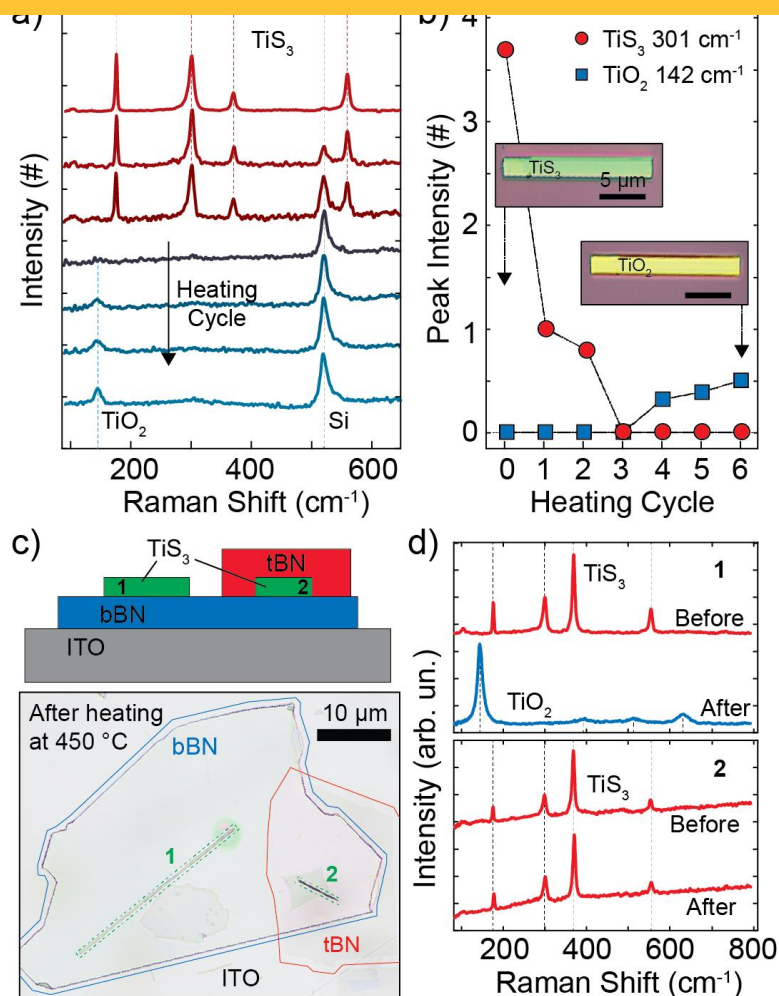 a)
TiS₃
Intensity (#)
Heating
Cycle
TiO₂
Si
200
400
600
Raman Shift (cm⁻¹)
b)
TiS₃ 301 cm⁻¹
TiO₂ 142 cm⁻¹
4
3
2
1
0
Peak Intensity (#)
TiS₃
5 µm
TiO₂
0 1 2 3 4 5 6
Heating Cycle
c)
TiS₃
tBN
1
2
bBN
ITO
After heating
at 450 °C
10 µm
bBN
1
2
tBN
ITO
d)
1
TiS₃
Before
TiO₂
After
2
TiS₃
Before
After
Intensity (arb. un.)
200 400 600 800
Raman Shift (cm⁻¹)